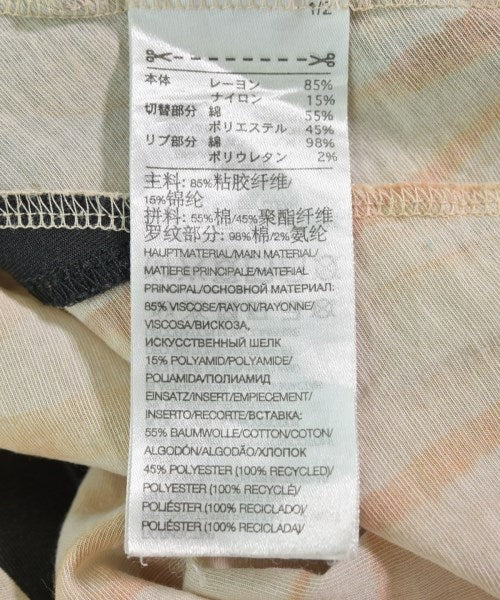 1/2
本体 レーヨン 85%
ナイロン 15%
切替部分 綿 55%
ポリエステル 45%
リブ部分 綿 98%
ポリウレタン 2%
主料: 85%粘胶纤维/
15%锦纶
拼料: 55%棉/45%聚酯纤维
罗纹部分: 98%棉/2%氨纶
HAUPTMATERIAL/MAIN MATERIAL/
MATIERE PRINCIPALE/MATERIAL
PRINCIPAL/ОСНОВНОЙ МАТЕРИАЛ:
85% VISCOSE/RAYON/RAYONNE/
VISCOSA/ВИСКОЗА,
ИСКУССТВЕННЫЙ ШЕЛК
15% POLYAMID/POLYAMIDE/
POLIAMIDA/ПОЛИАМИД
EINSATZ/INSERT/EMPIECEMENT/
INSERTO/RECORTE/ВСТАВКА:
55% BAUMWOLLE/COTTON/COTON/
ALGODÓN/ALGODÃO/ХЛОПОК
45% POLYESTER (100% RECYCLED)/
POLYESTER (100% RECYCLÉ)/
POLIÉSTER (100% RECICLADO)/
POLIÉSTER (100% RECICLADA)/